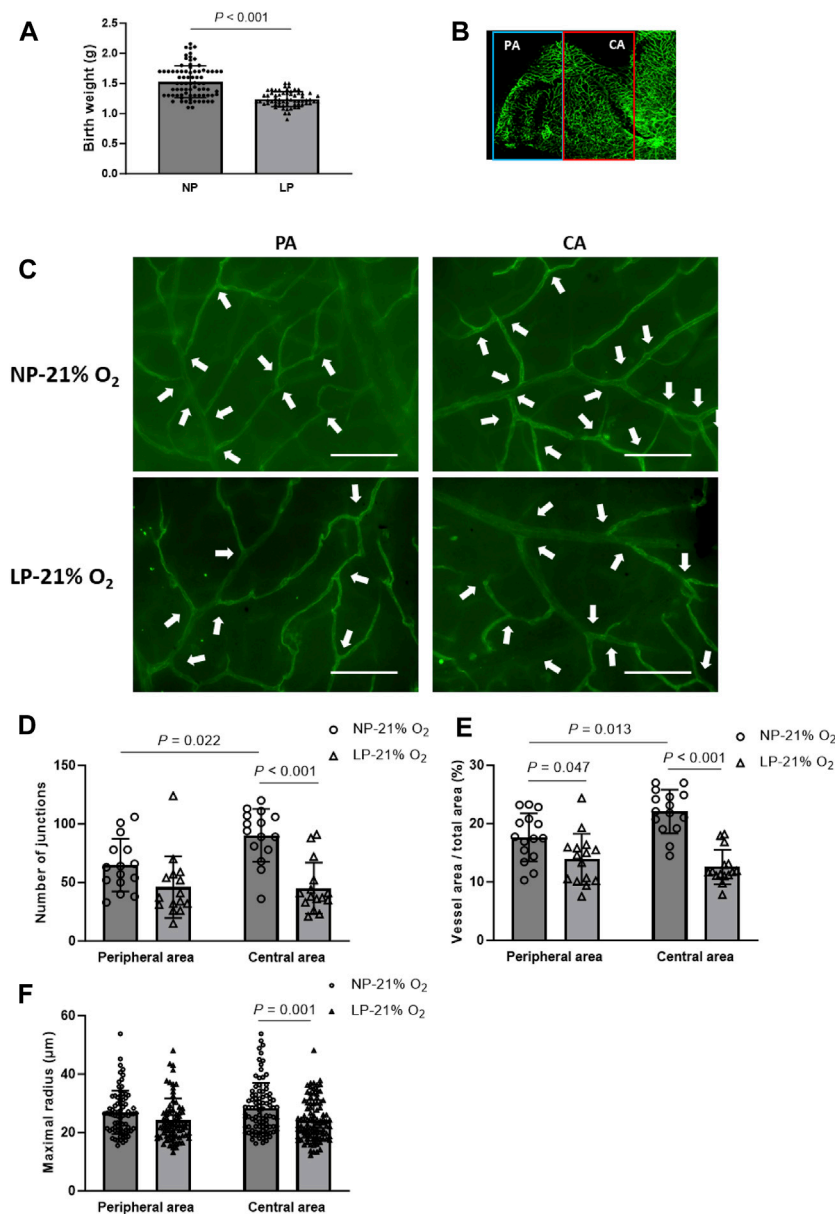 A
P < 0.001
Birth weight (g)
2.5
2.0
1.5
1.0
0.5
0.0
NP
LP
B
PA
CA
C
PA
CA
NP-21% O₂
LP-21% O₂
D
NP-21% O₂
LP-21% O₂
P = 0.022
P < 0.001
Number of junctions
150
100
50
0
Peripheral area
Central area
E
NP-21% O₂
LP-21% O₂
P = 0.013
P = 0.047
P < 0.001
Vessel area / total area (%)
30
20
10
0
Peripheral area
Central area
F
NP-21% O₂
LP-21% O₂
P = 0.001
Maximal radius (μm)
60
40
20
0
Peripheral area
Central area